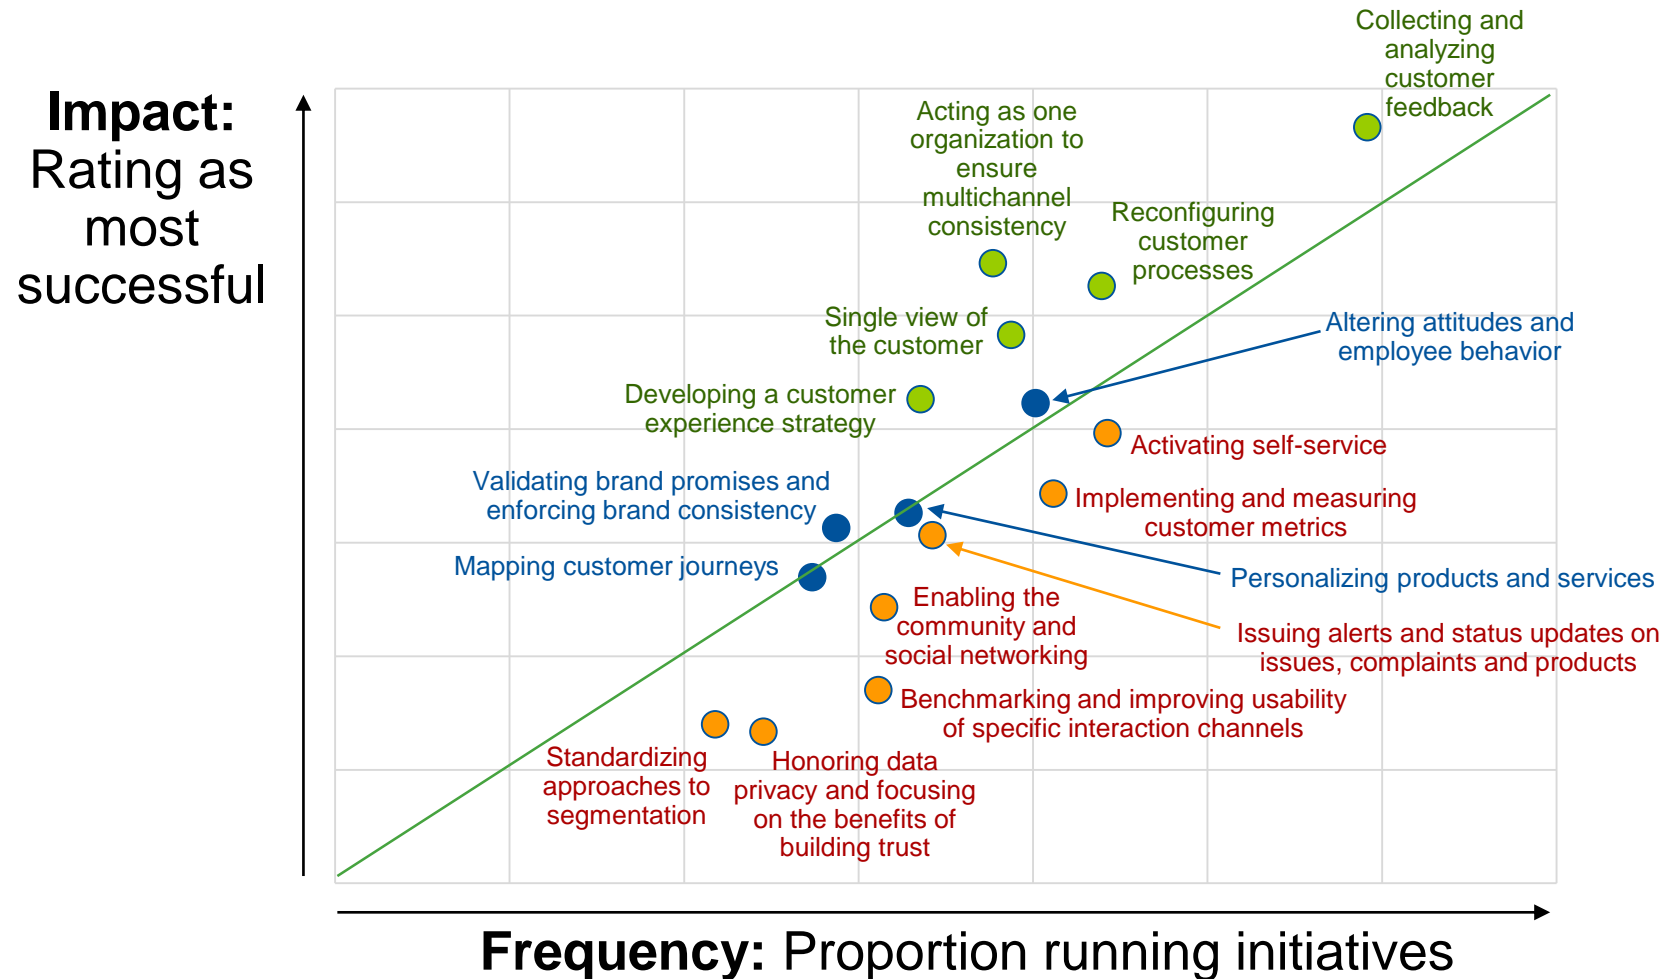 Collecting and
analyzing
customer
feedback
Impact:
Rating as
most
successful
Acting as one
organization to
ensure
multichannel
consistency
Reconfiguring
customer
processes
Single view of
the customer
Altering attitudes and
employee behavior
Developing a customer
experience strategy
Activating self-service
Validating brand promises and
enforcing brand consistency
Implementing and measuring
customer metrics
Mapping customer journeys
Personalizing products and services
Enabling the
community and
social networking
Issuing alerts and status updates on
issues, complaints and products
Benchmarking and improving usability
of specific interaction channels
Standardizing
approaches to
segmentation
Honoring data
privacy and focusing
on the benefits of
building trust
Frequency: Proportion running initiatives